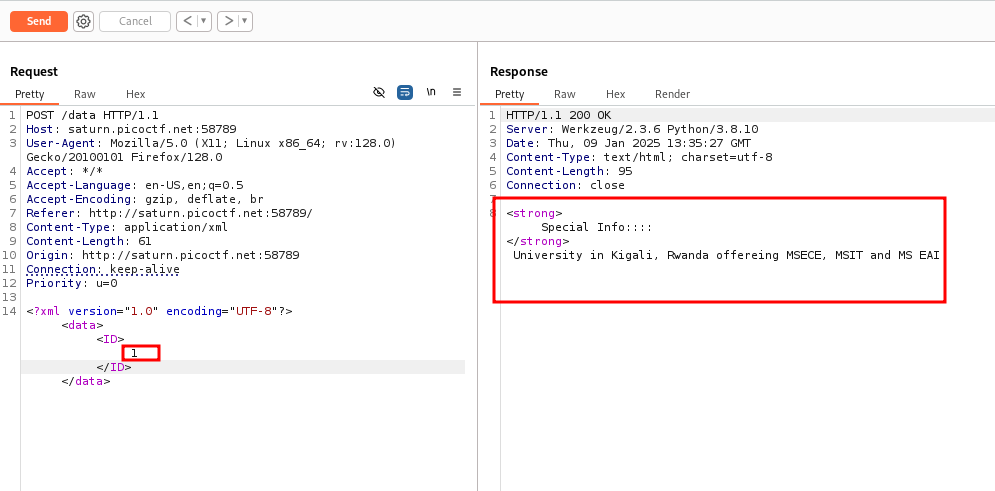 Send Cancel < ▼ > ▼
Request
Pretty Raw Hex \n
1 POST /data HTTP/1.1
2 Host: saturn.picoctf.net:58789
3 User-Agent: Mozilla/5.0 (X11; Linux x86_64; rv:128.0)
Gecko/20100101 Firefox/128.0
4 Accept: */*
5 Accept-Language: en-US,en;q=0.5
6 Accept-Encoding: gzip, deflate, br
7 Referer: http://saturn.picoctf.net:58789/
8 Content-Type: application/xml
9 Content-Length: 61
10 Origin: http://saturn.picoctf.net:58789
11 Connection: keep-alive
12 Priority: u=0
13
14 <?xml version="1.0" encoding="UTF-8"?>
<data>
<ID>
1
</ID>
</data>
Response
Pretty Raw Hex Render
1 HTTP/1.1 200 OK
2 Server: Werkzeug/2.3.6 Python/3.8.10
3 Date: Thu, 09 Jan 2025 13:35:27 GMT
4 Content-Type: text/html; charset=utf-8
5 Content-Length: 95
6 Connection: close
7
8 <strong>
Special Info::::
</strong>
University in Kigali, Rwanda offereing MSECE, MSIT and MS EAI